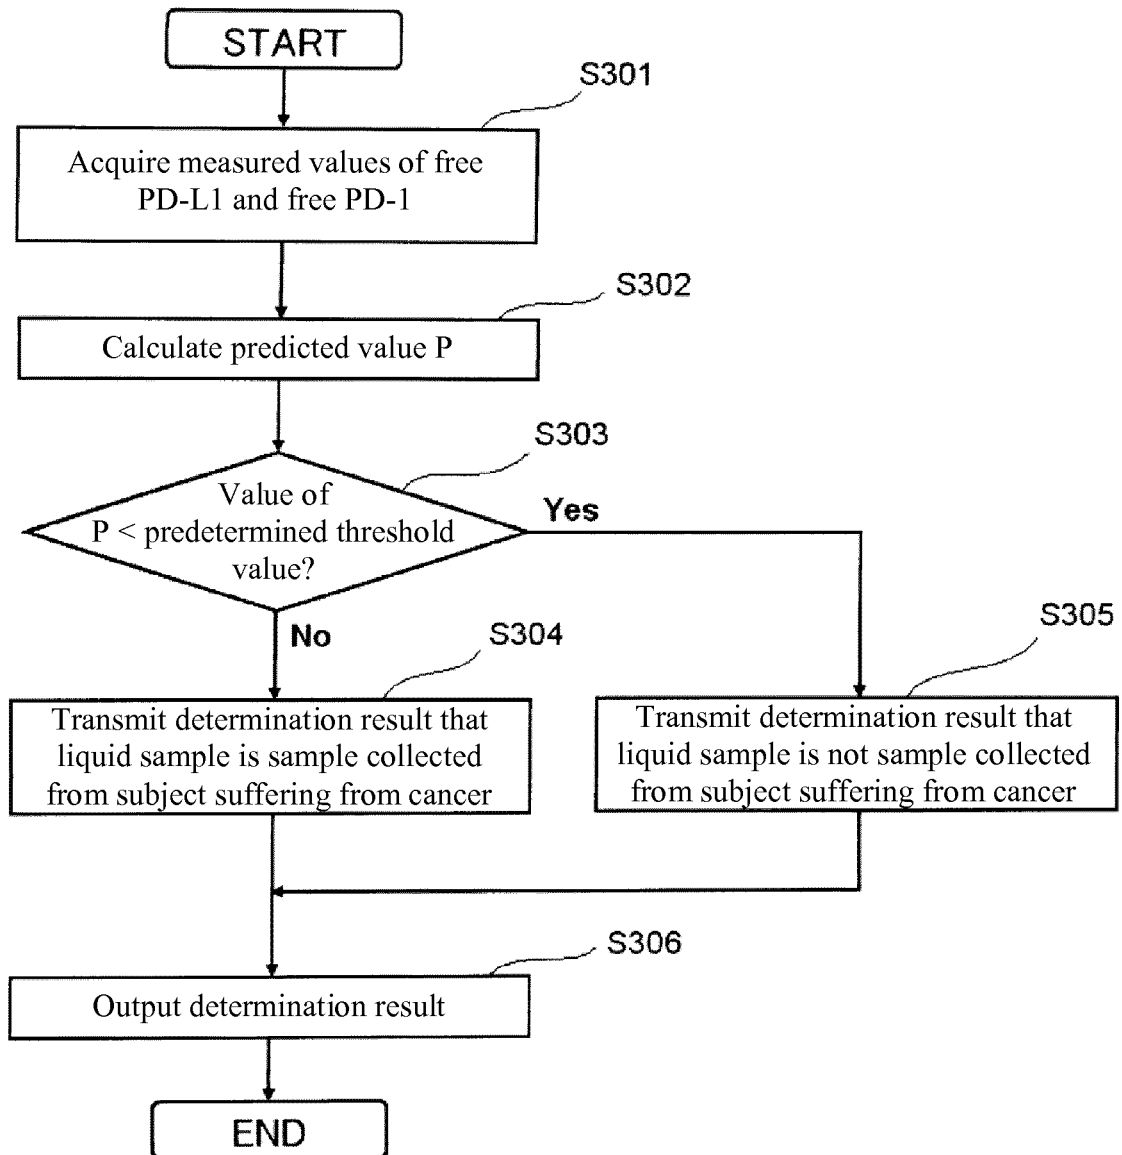 START
S301
Acquire measured values of free
PD-L1 and free PD-1
S302
Calculate predicted value P
S303
Value of
P < predetermined threshold
value?
Yes
No
S304
Transmit determination result that
liquid sample is sample collected
from subject suffering from cancer
S305
Transmit determination result that
liquid sample is not sample collected
from subject suffering from cancer
S306
Output determination result
END